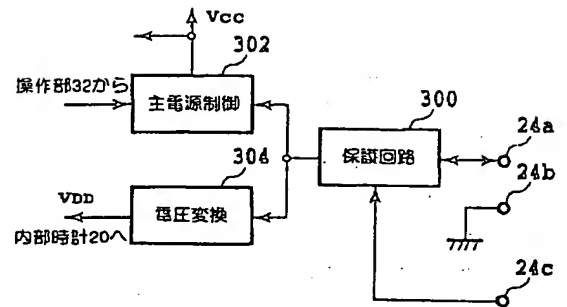 Vcc
302
操作部32から
主電源制御
300
保護回路
24a
304
24b
VDD
電圧変換
内部時計20へ
24c